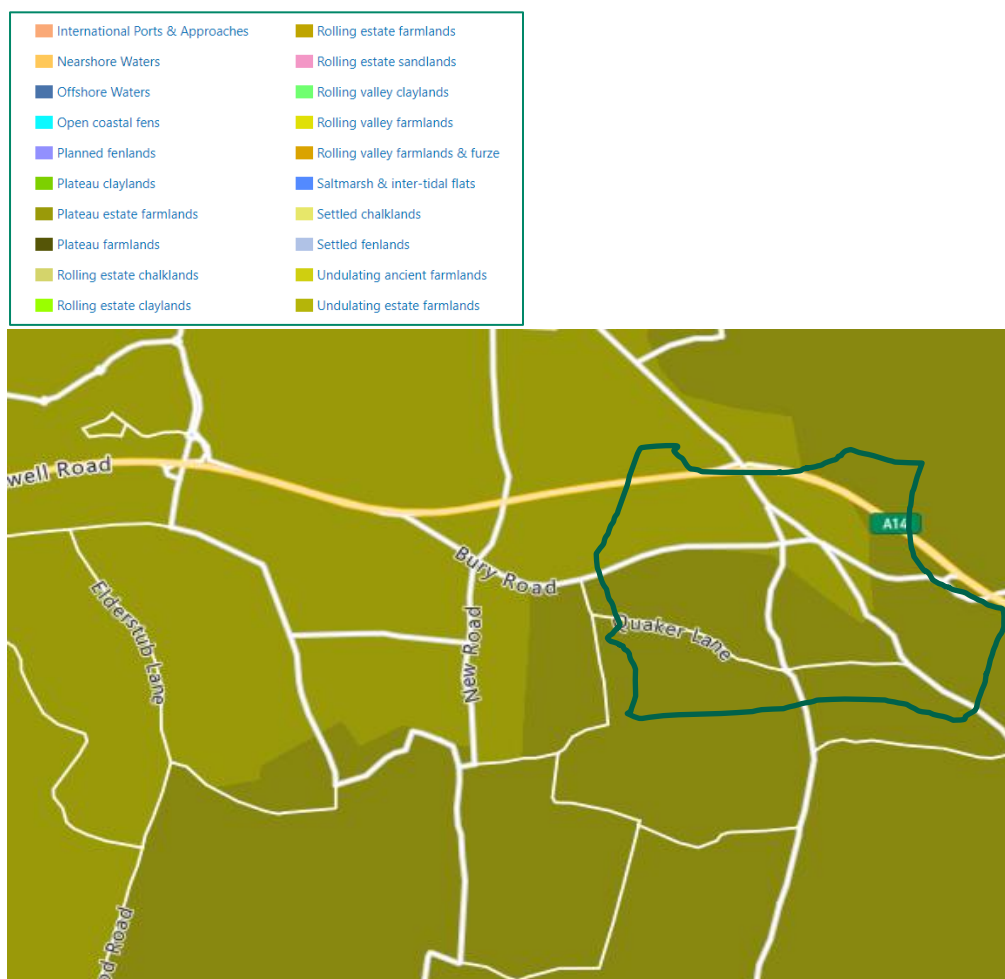 International Ports & Approaches
Nearshore Waters
Offshore Waters
Open coastal fens
Planned fenlands
Plateau claylands
Plateau estate farmlands
Plateau farmlands
Rolling estate chalklands
Rolling estate claylands
Rolling estate farmlands
Rolling estate sandlands
Rolling valley claylands
Rolling valley farmlands
Rolling valley farmlands & furze
Saltmarsh & inter-tidal flats
Settled chalklands
Settled fenlands
Undulating ancient farmlands
Undulating estate farmlands
well Road
A14
Bury Road
Elderstub Lane
New Road
Quaker Lane
od Road